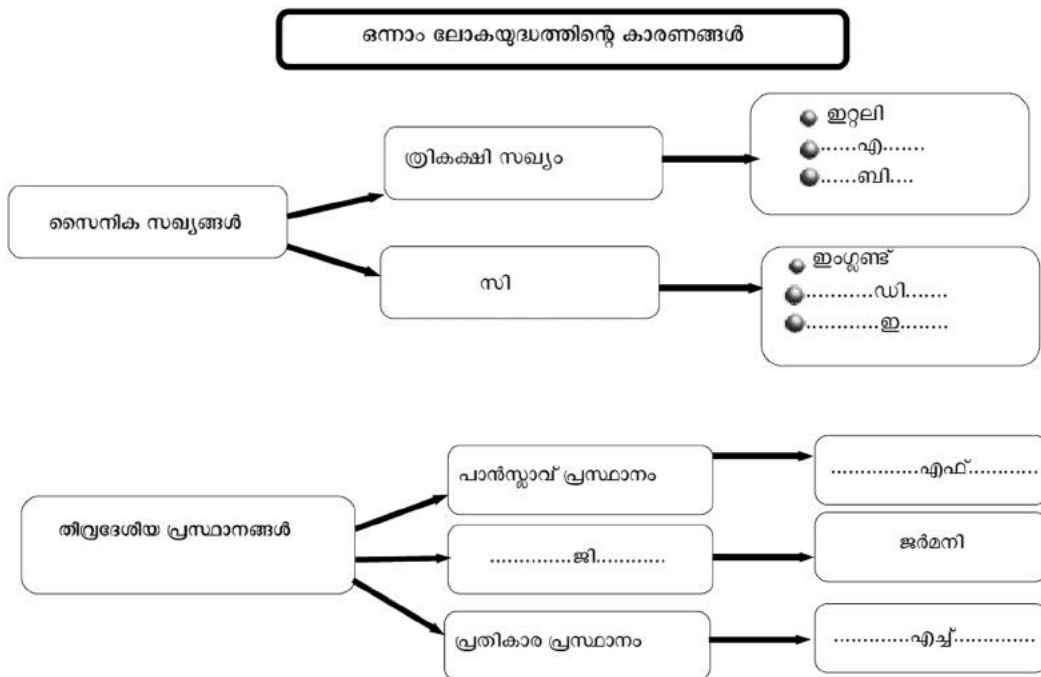 ഒന്നാം ലോകയുദ്ധത്തിന്റെ കാരണങ്ങൾ
സൈനിക സഖ്യങ്ങൾ
ത്രികക്ഷി സഖ്യം
ഇറ്റലി
......എ.......
......ബി....
സി
ഇംഗ്ലണ്ട്
...........ഡി.......
............ഇ........
തിവ്രദേശിയ പ്രസ്ഥാനങ്ങൾ
പാൻസ്ലാവ് പ്രസ്ഥാനം
..............എഫ്...........
..............ജി............
ജർമനി
പ്രതികാര പ്രസ്ഥാനം
............എച്ച്.............